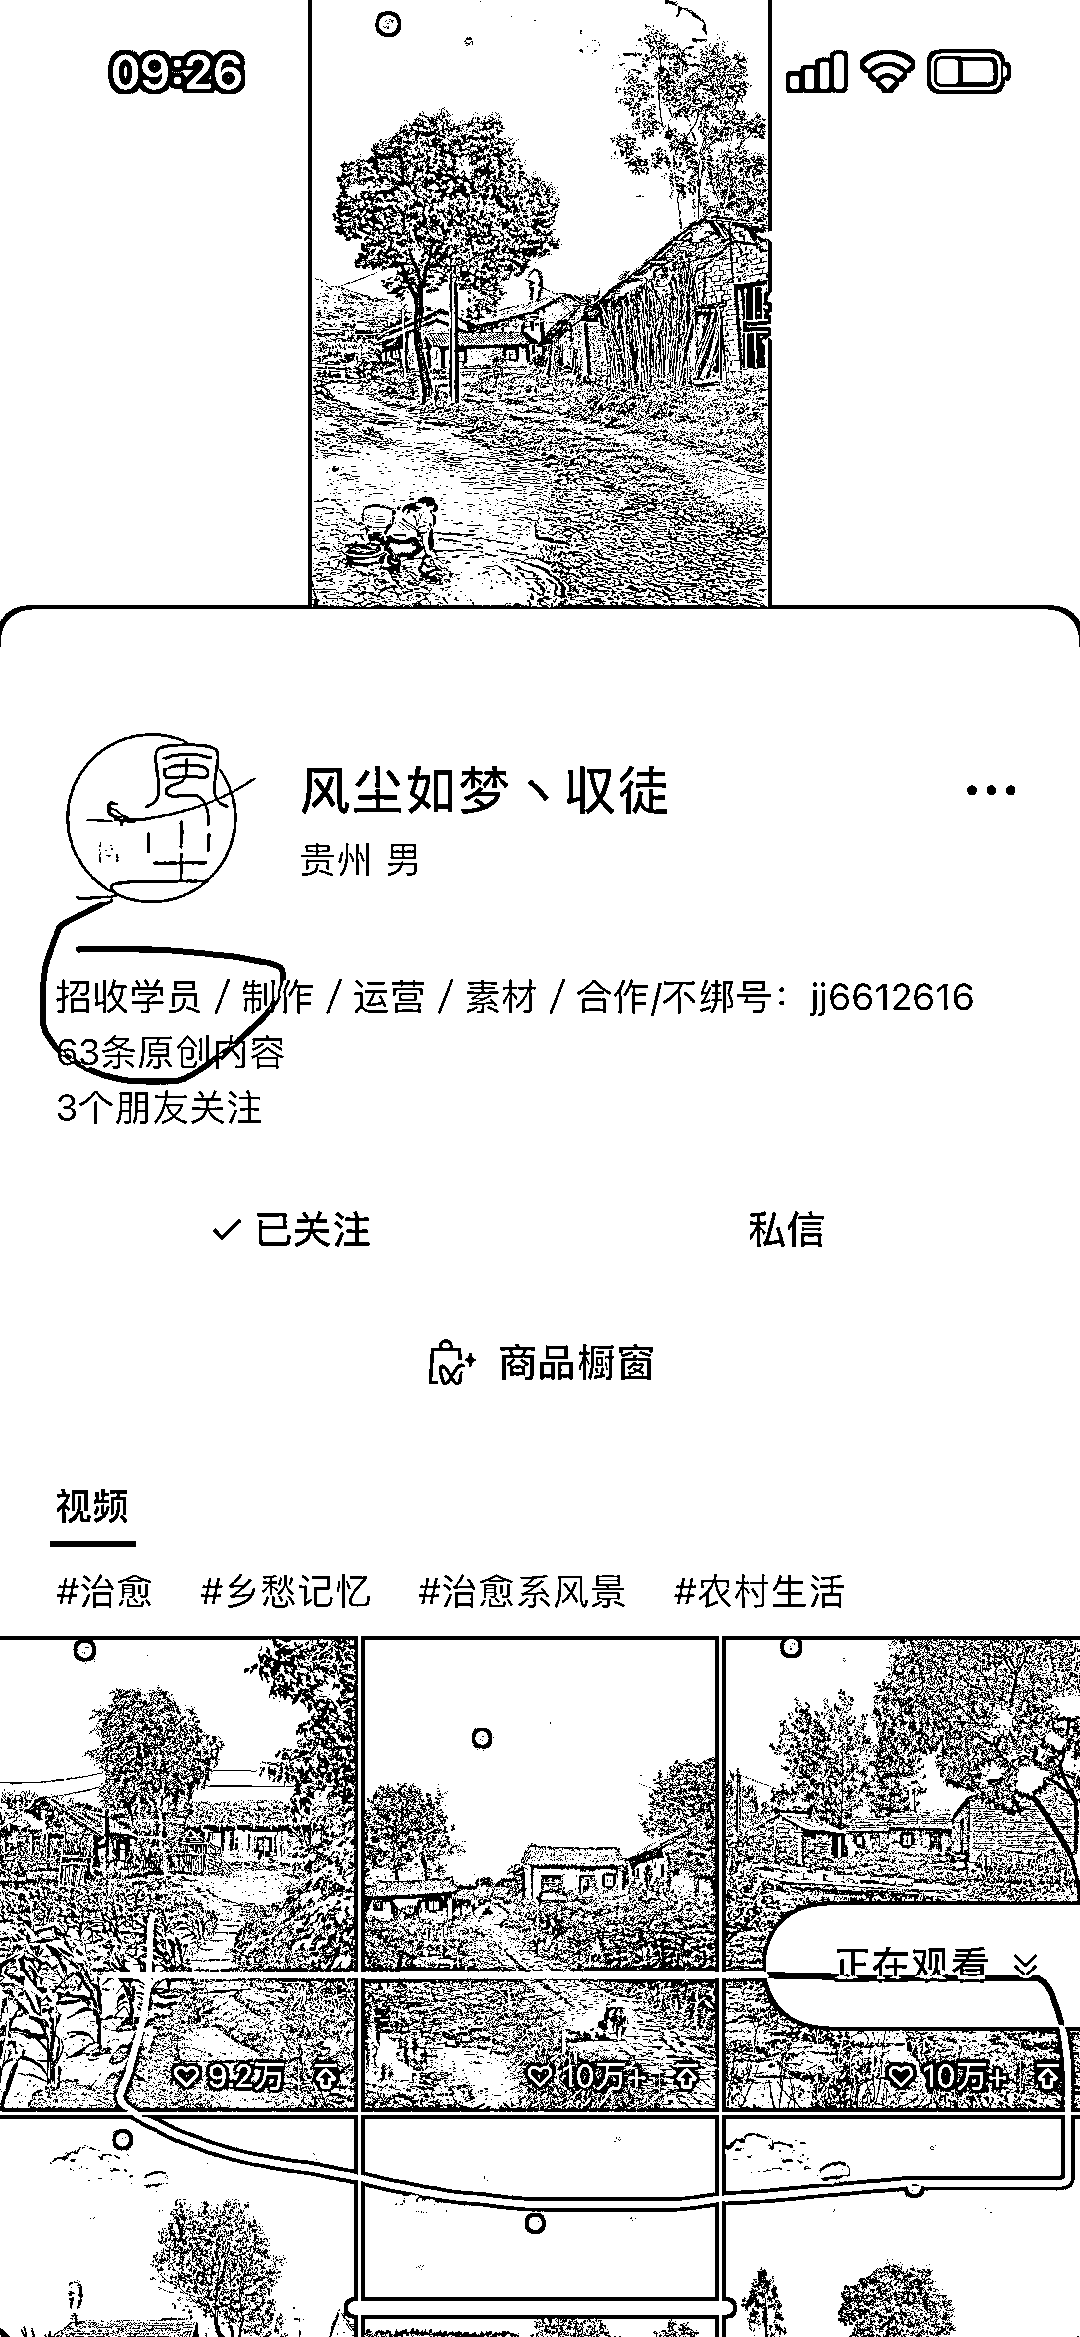 09:26
风尘如梦丶収徒
贵州 男
招收学员 / 制作 / 运营 / 素材 / 合作/不绑号：jj6612616
63条原创内容
3个朋友关注
已关注
私信
商品橱窗
视频
#治愈 #乡愁记忆 #治愈系风景 #农村生活
正在观看
9.2万
10万+
10万+